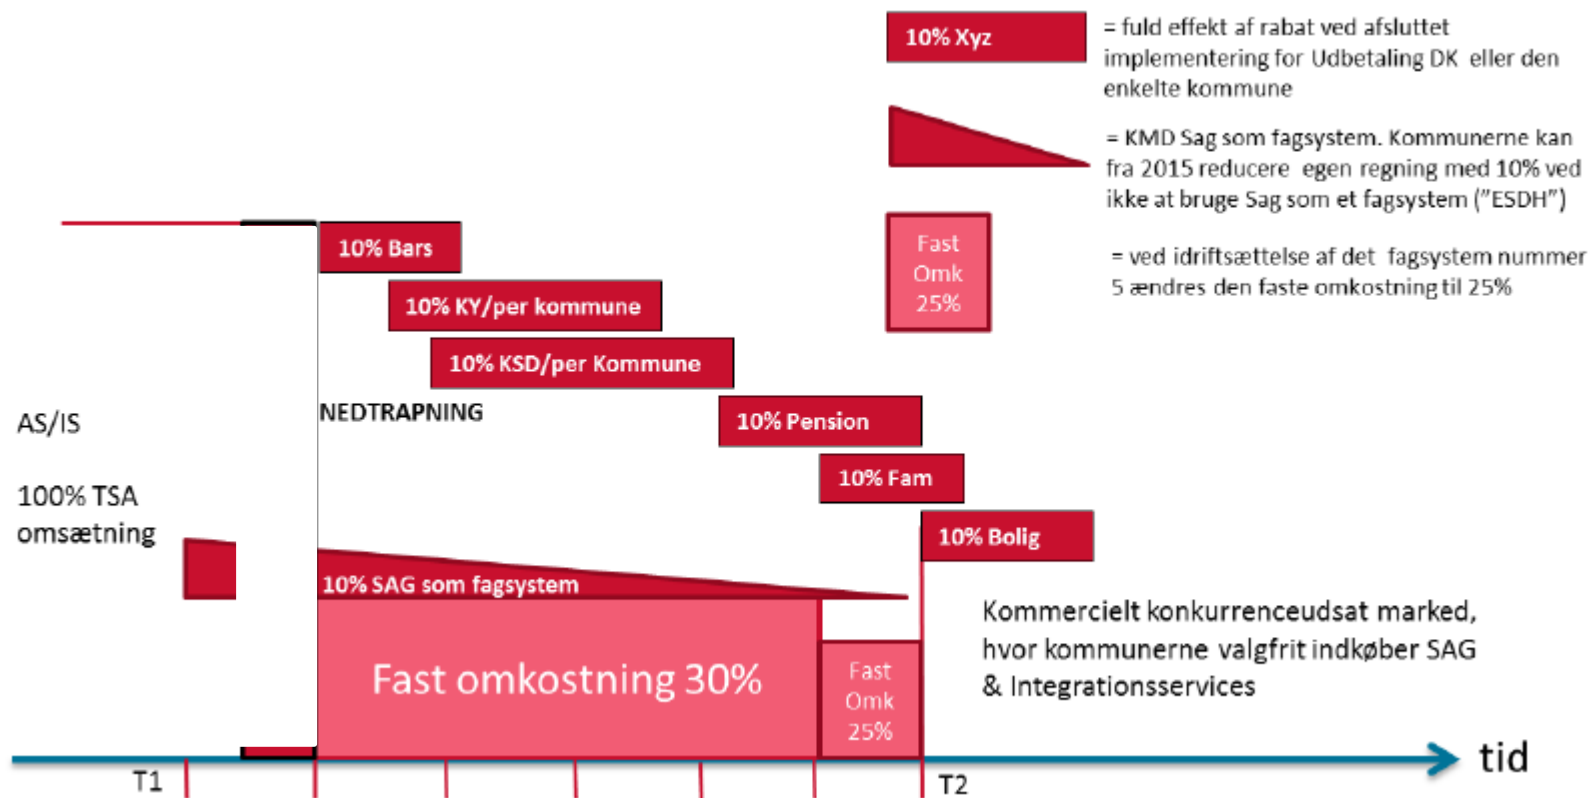 10% Xyz
= fuld effekt af rabat ved afsluttet
implementering for Udbetaling DK eller den
enkelte kommune
= KMD Sag som fagsystem. Kommunerne kan
fra 2015 reducere egen regning med 10% ved
ikke at bruge Sag som et fagsystem ("ESDH")
Fast
Omk
25%
= ved idriftsættelse af det fagsystem nummer
5 ændres den faste omkostning til 25%
10% Bars
10% KY/per kommune
10% KSD/per Kommune
NEDTRAPNING
10% Pension
10% Fam
10% Bolig
AS/IS
100% TSA
omsætning
10% SAG som fagsystem
Fast omkostning 30%
Fast
Omk
25%
Kommercielt konkurrenceudsat marked,
hvor kommunerne valgfrit indkøber SAG
& Integrationsservices
tid
T1
T2